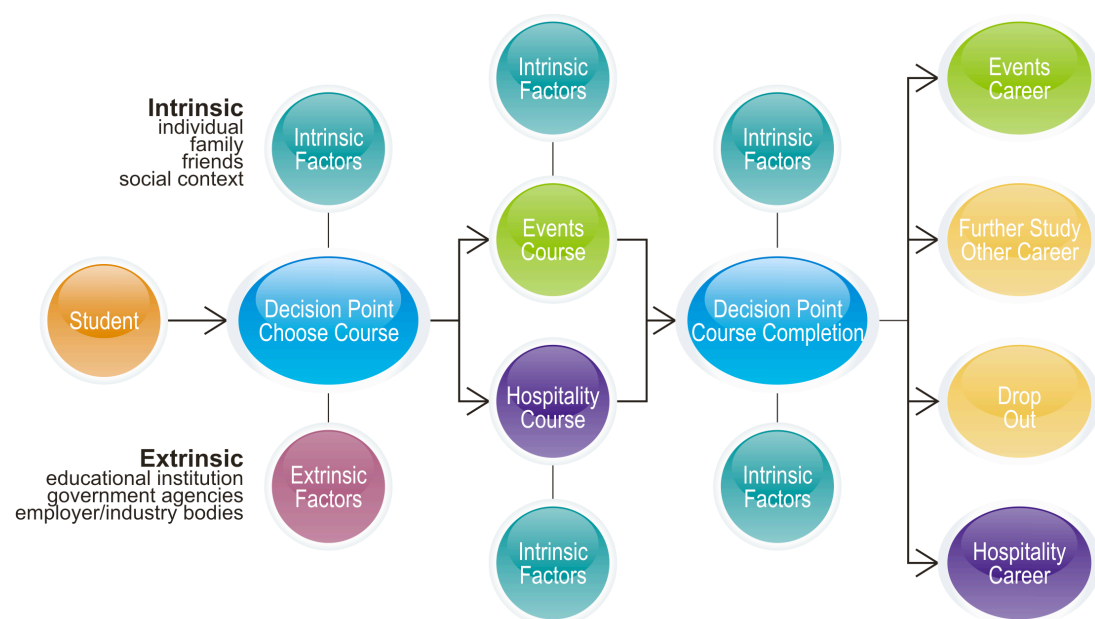 Intrinsic
individual
family
friends
social context
Extrinsic
educational institution
government agencies
employer/industry bodies
Student
Intrinsic
Factors
Decision Point
Choose Course
Extrinsic
Factors
Intrinsic
Factors
Events
Course
Hospitality
Course
Intrinsic
Factors
Intrinsic
Factors
Decision Point
Course Completion
Intrinsic
Factors
Events
Career
Further Study
Other Career
Drop
Out
Hospitality
Career